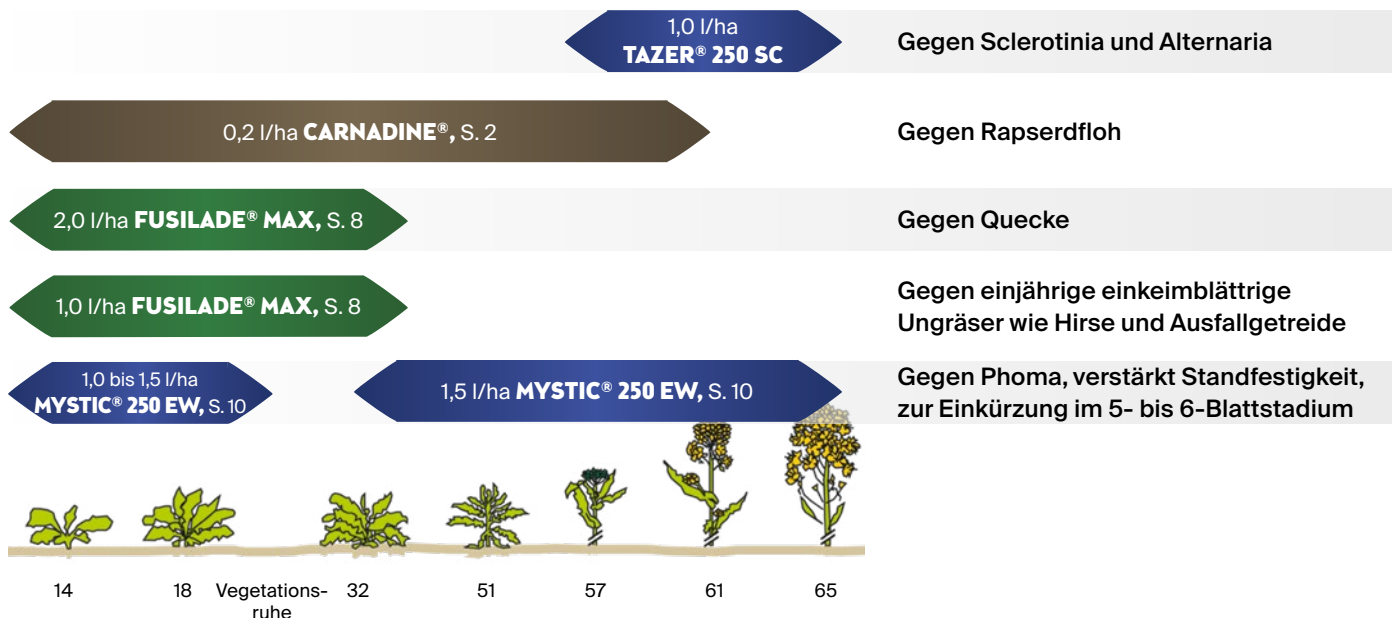 1,0 l/ha
TAZER® 250 SC
Gegen Sclerotinia und Alternaria
0,2 l/ha CARNADINE®, S. 2
Gegen Rapserdfloh
2,0 l/ha FUSILADE® MAX, S. 8
Gegen Quecke
1,0 l/ha FUSILADE® MAX, S. 8
Gegen einjährige einkeimblättrige
Ungräser wie Hirse und Ausfallgetreide
1,0 bis 1,5 l/ha
MYSTIC® 250 EW, S. 10
1,5 l/ha MYSTIC® 250 EW, S. 10
Gegen Phoma, verstärkt Standfestigkeit,
zur Einkürzung im 5- bis 6-Blattstadium
14 18 Vegetations-
ruhe 32 51 57 61 65